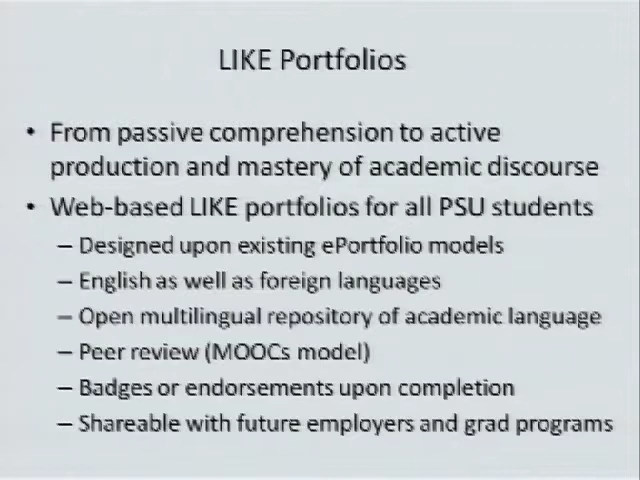 LIKE Portfolios
• From passive comprehension to active
production and mastery of academic discourse
• Web-based LIKE portfolios for all PSU students
– Designed upon existing ePortfolio models
– English as well as foreign languages
– Open multilingual repository of academic language
– Peer review (MOOCs model)
– Badges or endorsements upon completion
– Shareable with future employers and grad programs